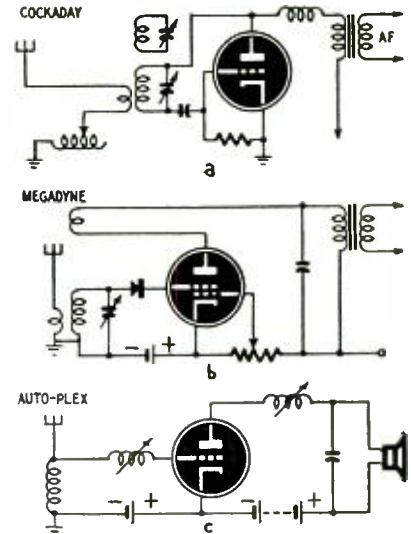 COCKADAY
AF
a
MEGADYNE
- +
b
AUTO-PLEX
- + - +
c